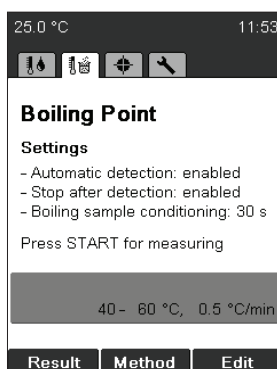 25.0 °C 11:53
Boiling Point
Settings
- Automatic detection: enabled
- Stop after detection: enabled
- Boiling sample conditioning: 30 s
Press START for measuring
40 - 60 °C, 0.5 °C/min
Result Method Edit